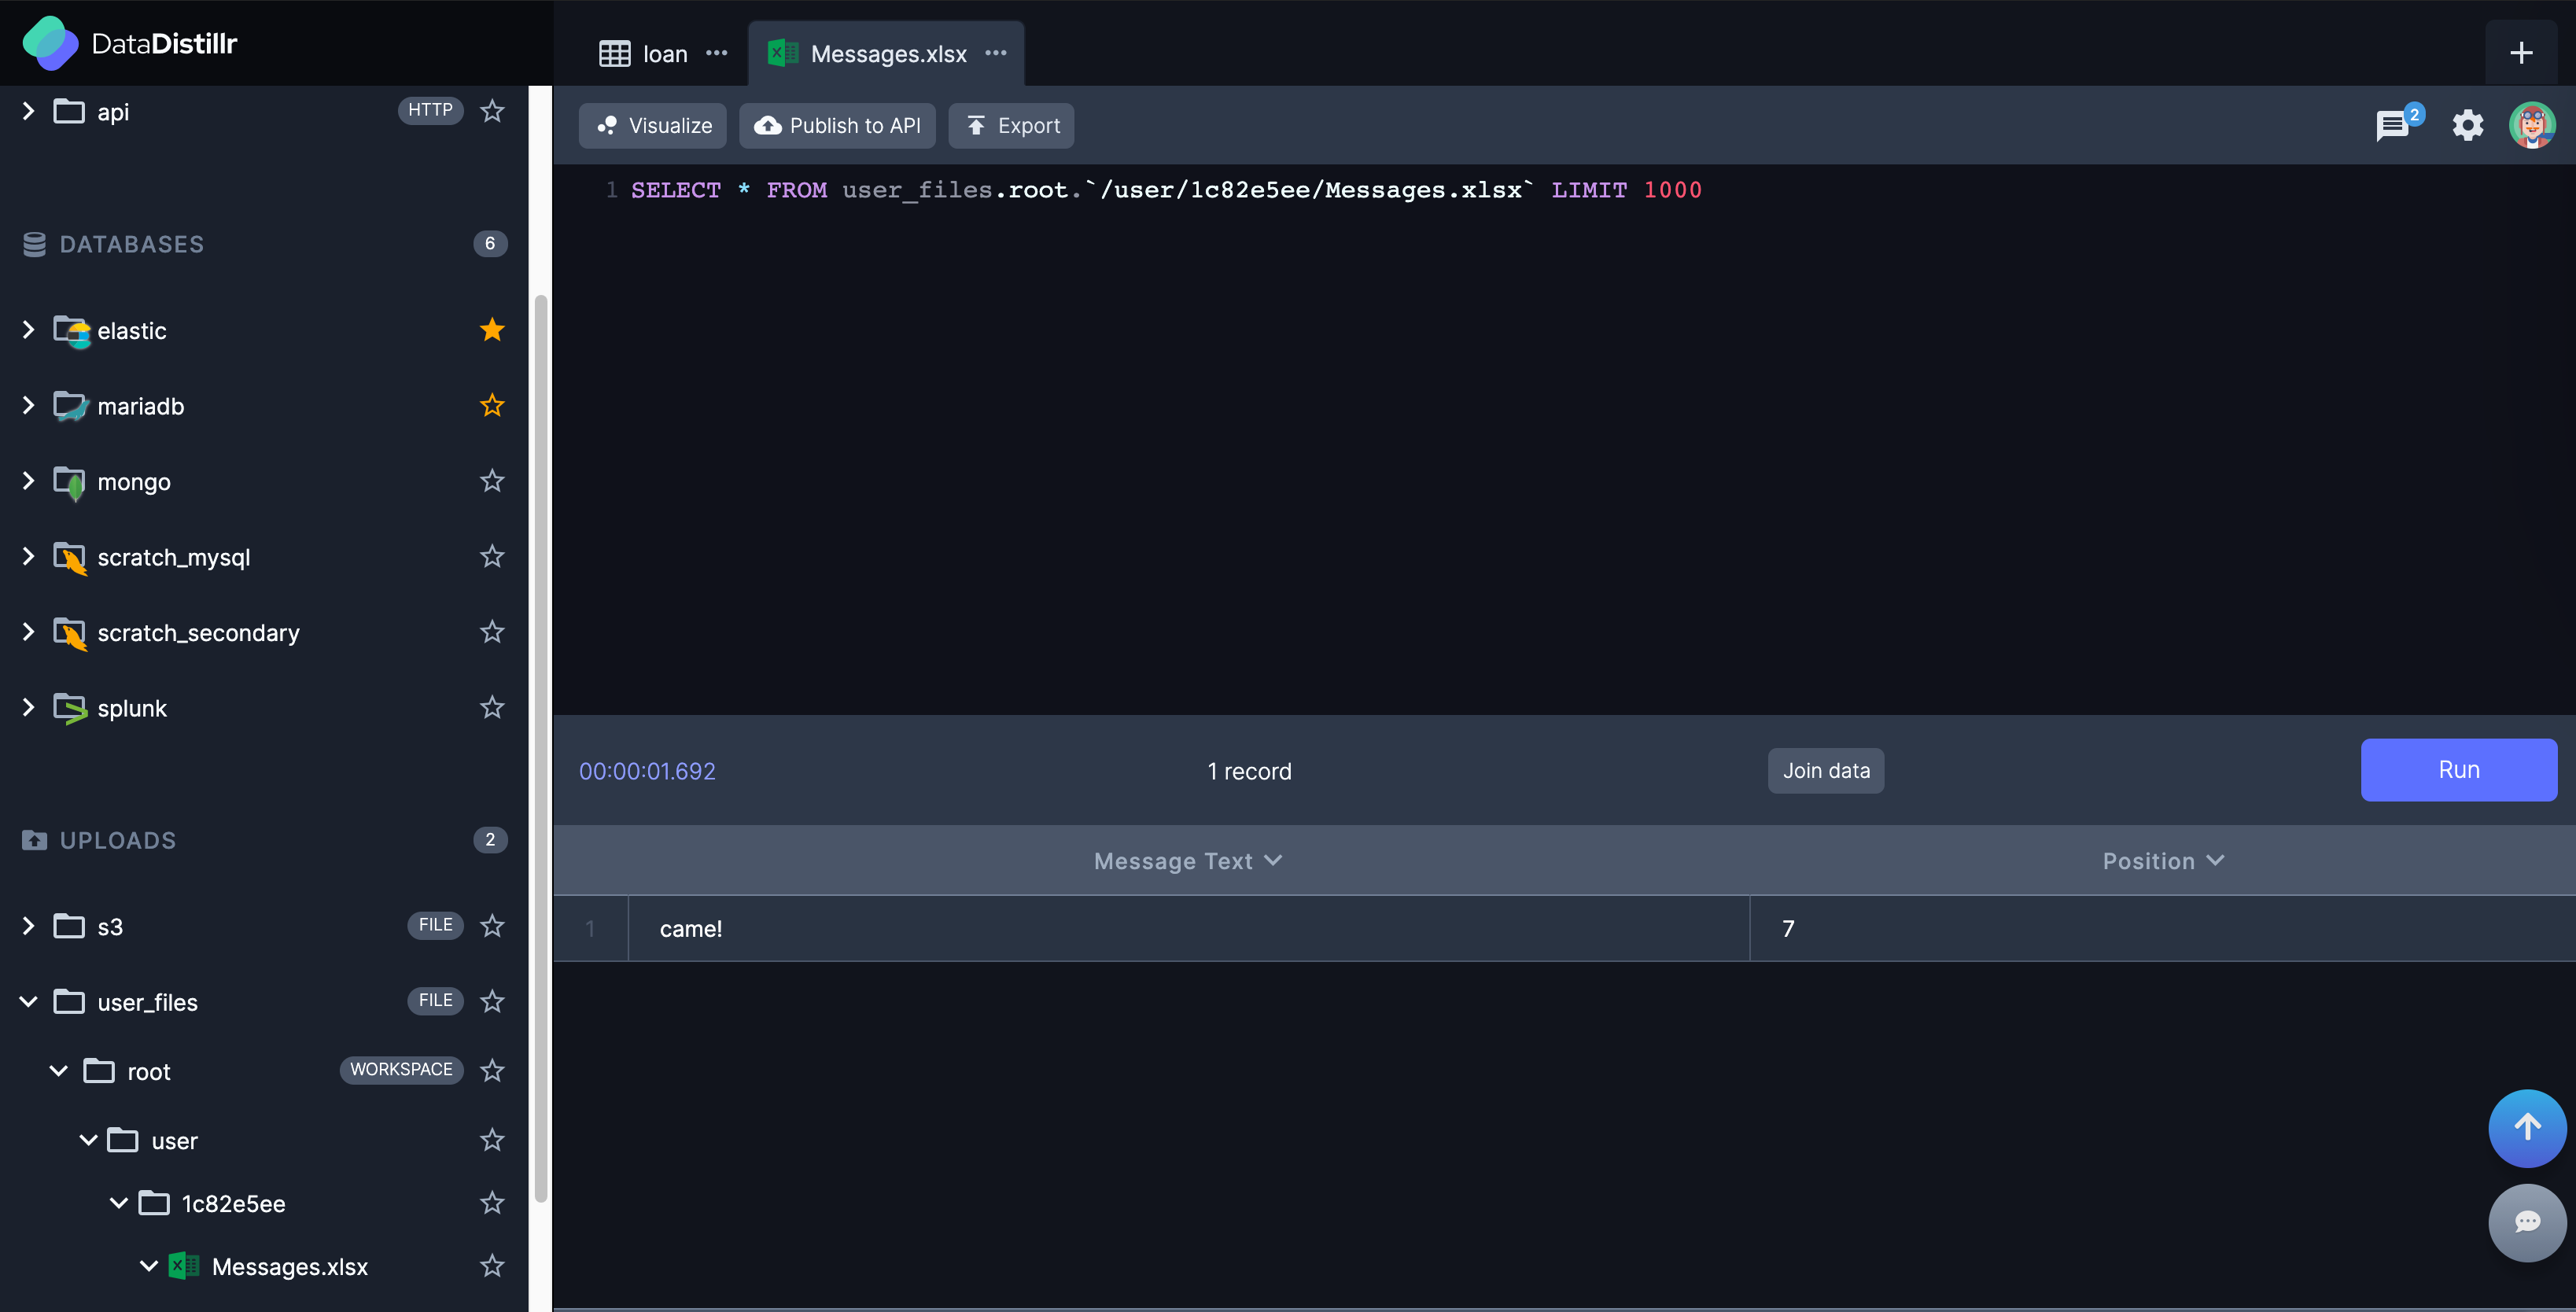 DataDistillr
loan
Messages.xlsx
api
HTTP
Visualize
Publish to API
Export
2
1 SELECT * FROM user_files.root.`/user/1c82e5ee/Messages.xlsx` LIMIT 1000
DATABASES
6
elastic
mariadb
mongo
scratch_mysql
scratch_secondary
splunk
UPLOADS
2
s3
FILE
user_files
FILE
root
WORKSPACE
user
1c82e5ee
Messages.xlsx
00:00:01.692
1 record
Join data
Run
Message Text
Position
1
came!
7